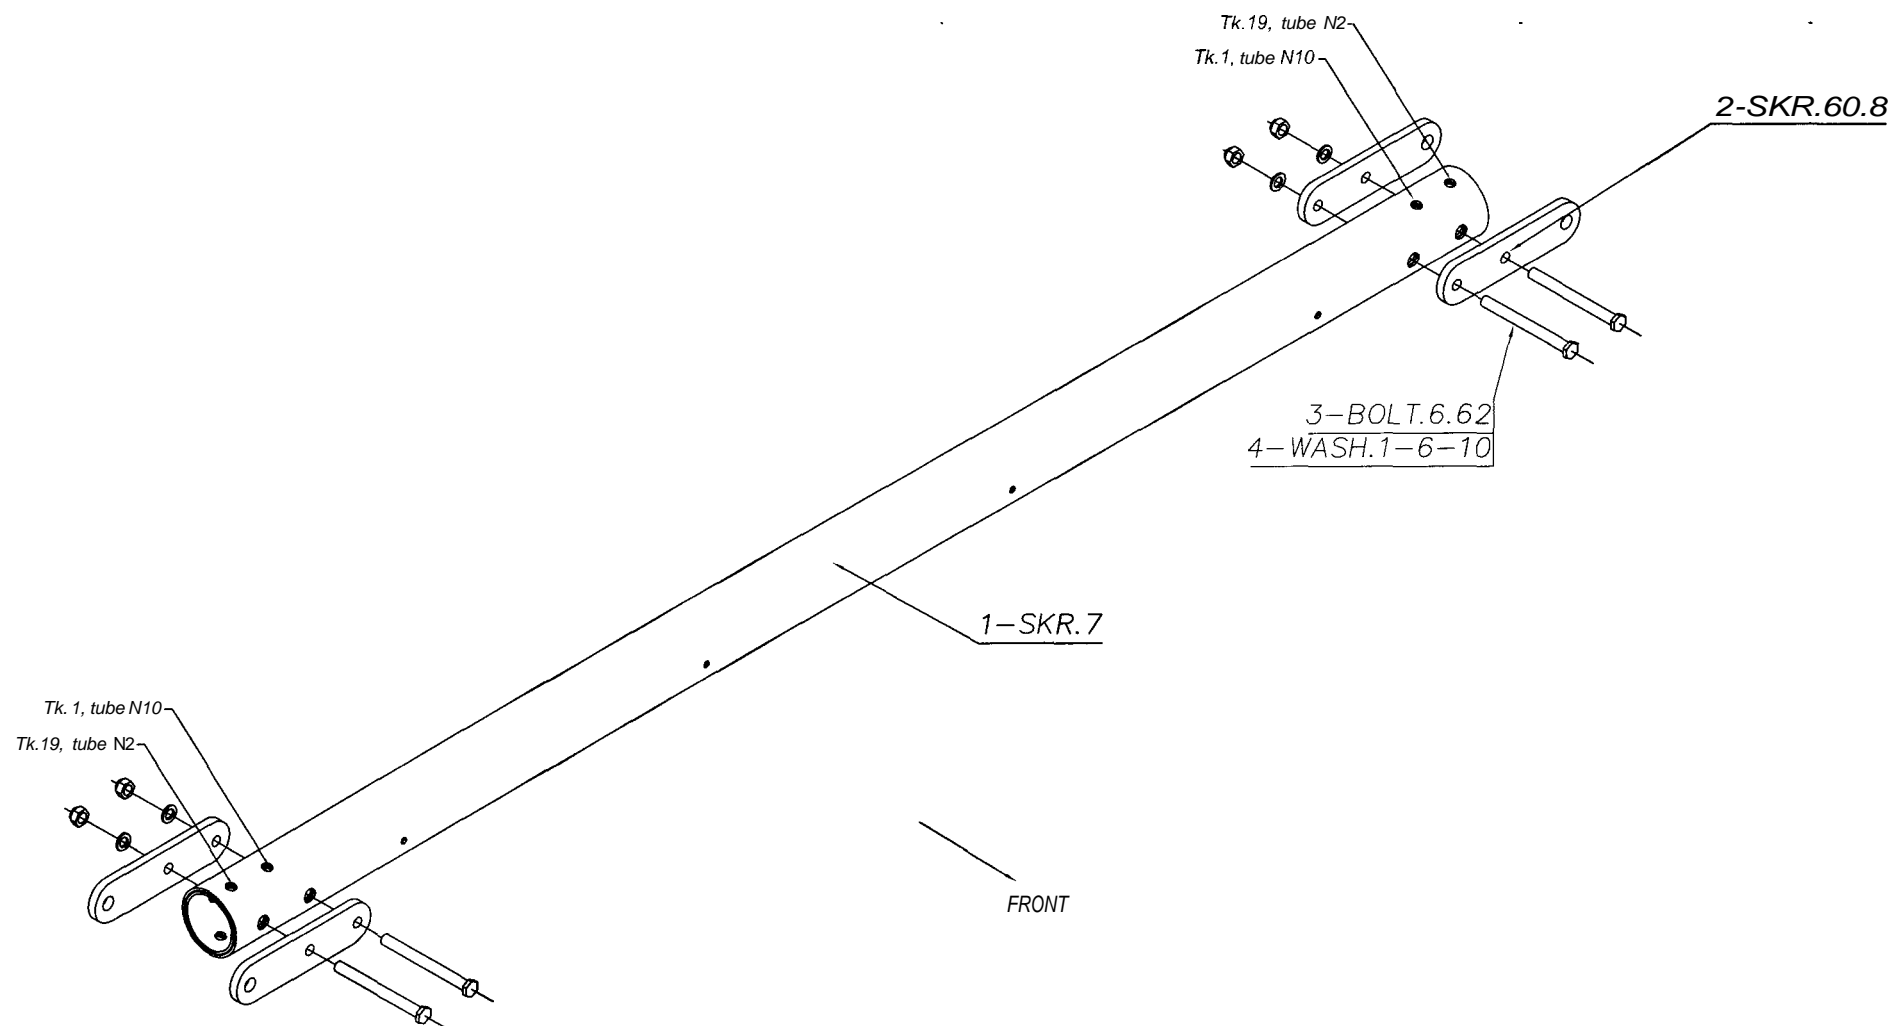 Tk.19, tube N2
Tk.1, tube N10
2-SKR.60.8
3-BOLT.6.62
4-WASH.1-6-10
1-SKR.7
Tk. 1, tube N10
Tk.19, tube N2
FRONT